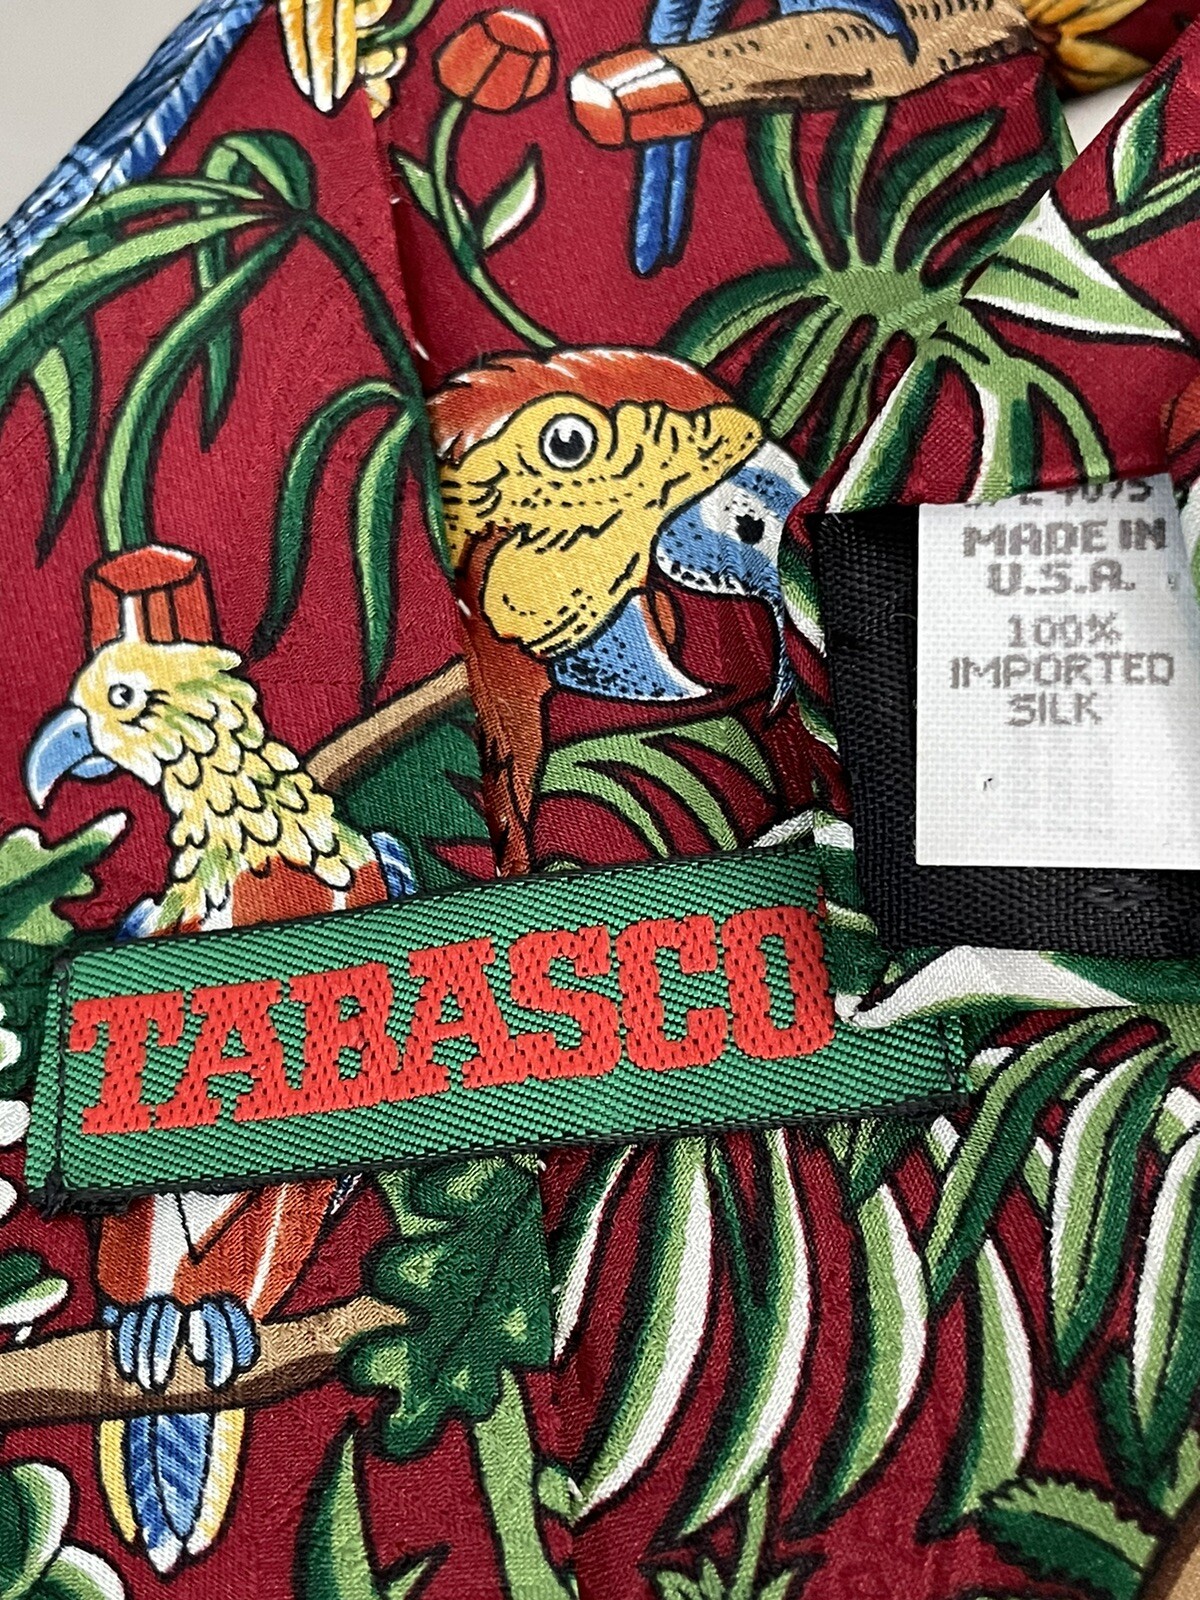 MADE IN
U.S.A.
100%
IMPORTED
SILK
TABASCO